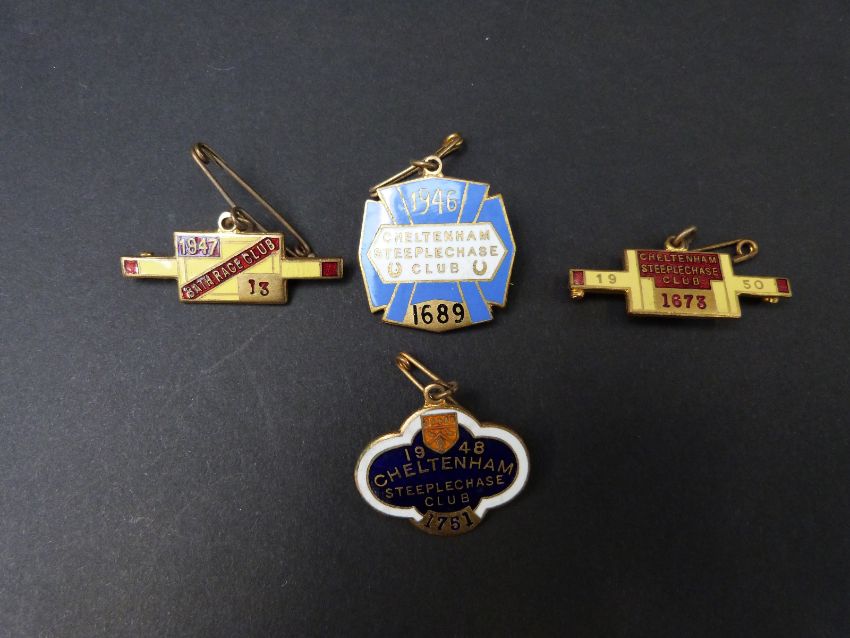 1947
BATH RACE CLUB
13
1946
CHELTENHAM
STEEPLECHASE
CLUB
1689
CHELTENHAM
19 STEEPLECHASE 50
CLUB
1673
19 48
CHELTENHAM
STEEPLECHASE
CLUB
1751